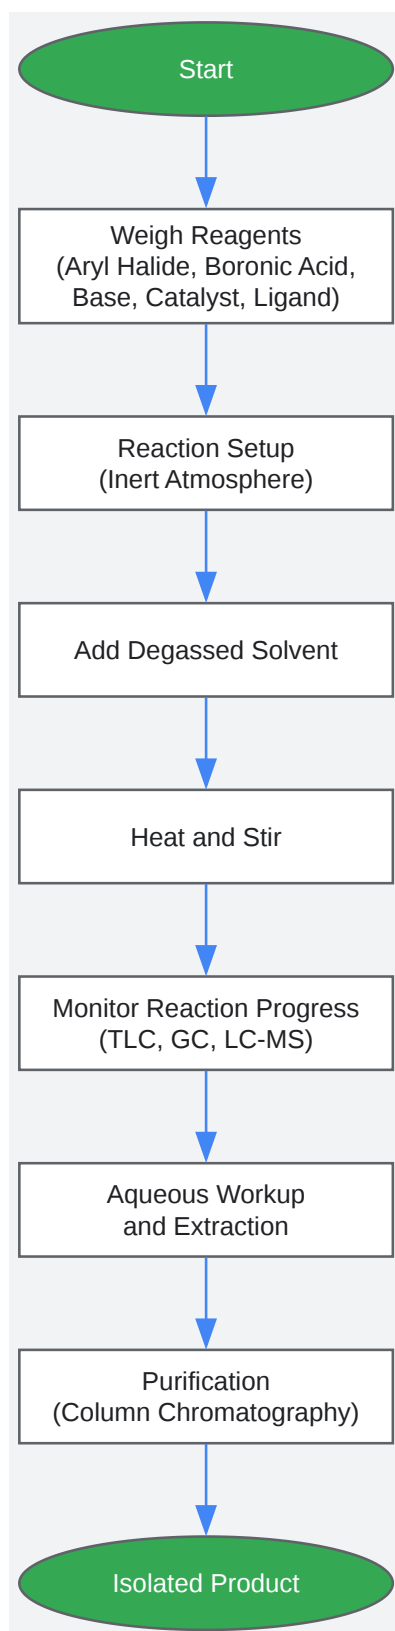 Start
Weigh Reagents
(Aryl Halide, Boronic Acid,
Base, Catalyst, Ligand)
Reaction Setup
(Inert Atmosphere)
Add Degassed Solvent
Heat and Stir
Monitor Reaction Progress
(TLC, GC, LC-MS)
Aqueous Workup
and Extraction
Purification
(Column Chromatography)
Isolated Product